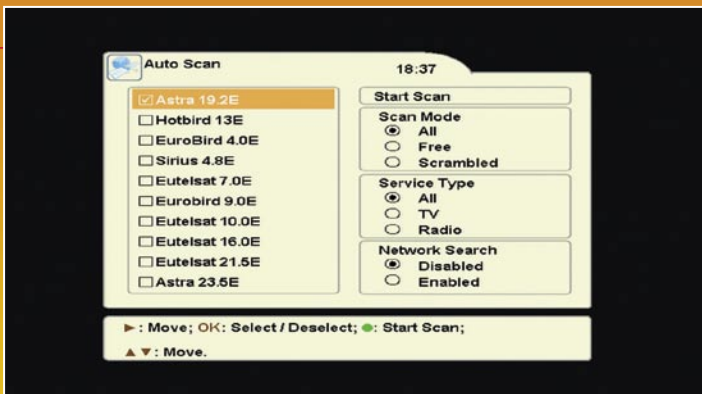 Auto Scan
18:37
Astra 19.2E
Hotbird 13E
EuroBird 4.0E
Sirius 4.8E
Eutelsat 7.0E
Eurobird 9.0E
Eutelsat 10.0E
Eutelsat 16.0E
Eutelsat 21.5E
Astra 23.5E
Start Scan
Scan Mode
All
Free
Scrambled
Service Type
All
TV
Radio
Network Search
Disabled
Enabled
►: Move; OK: Select / Deselect; ●: Start Scan;
▲ ▼: Move.